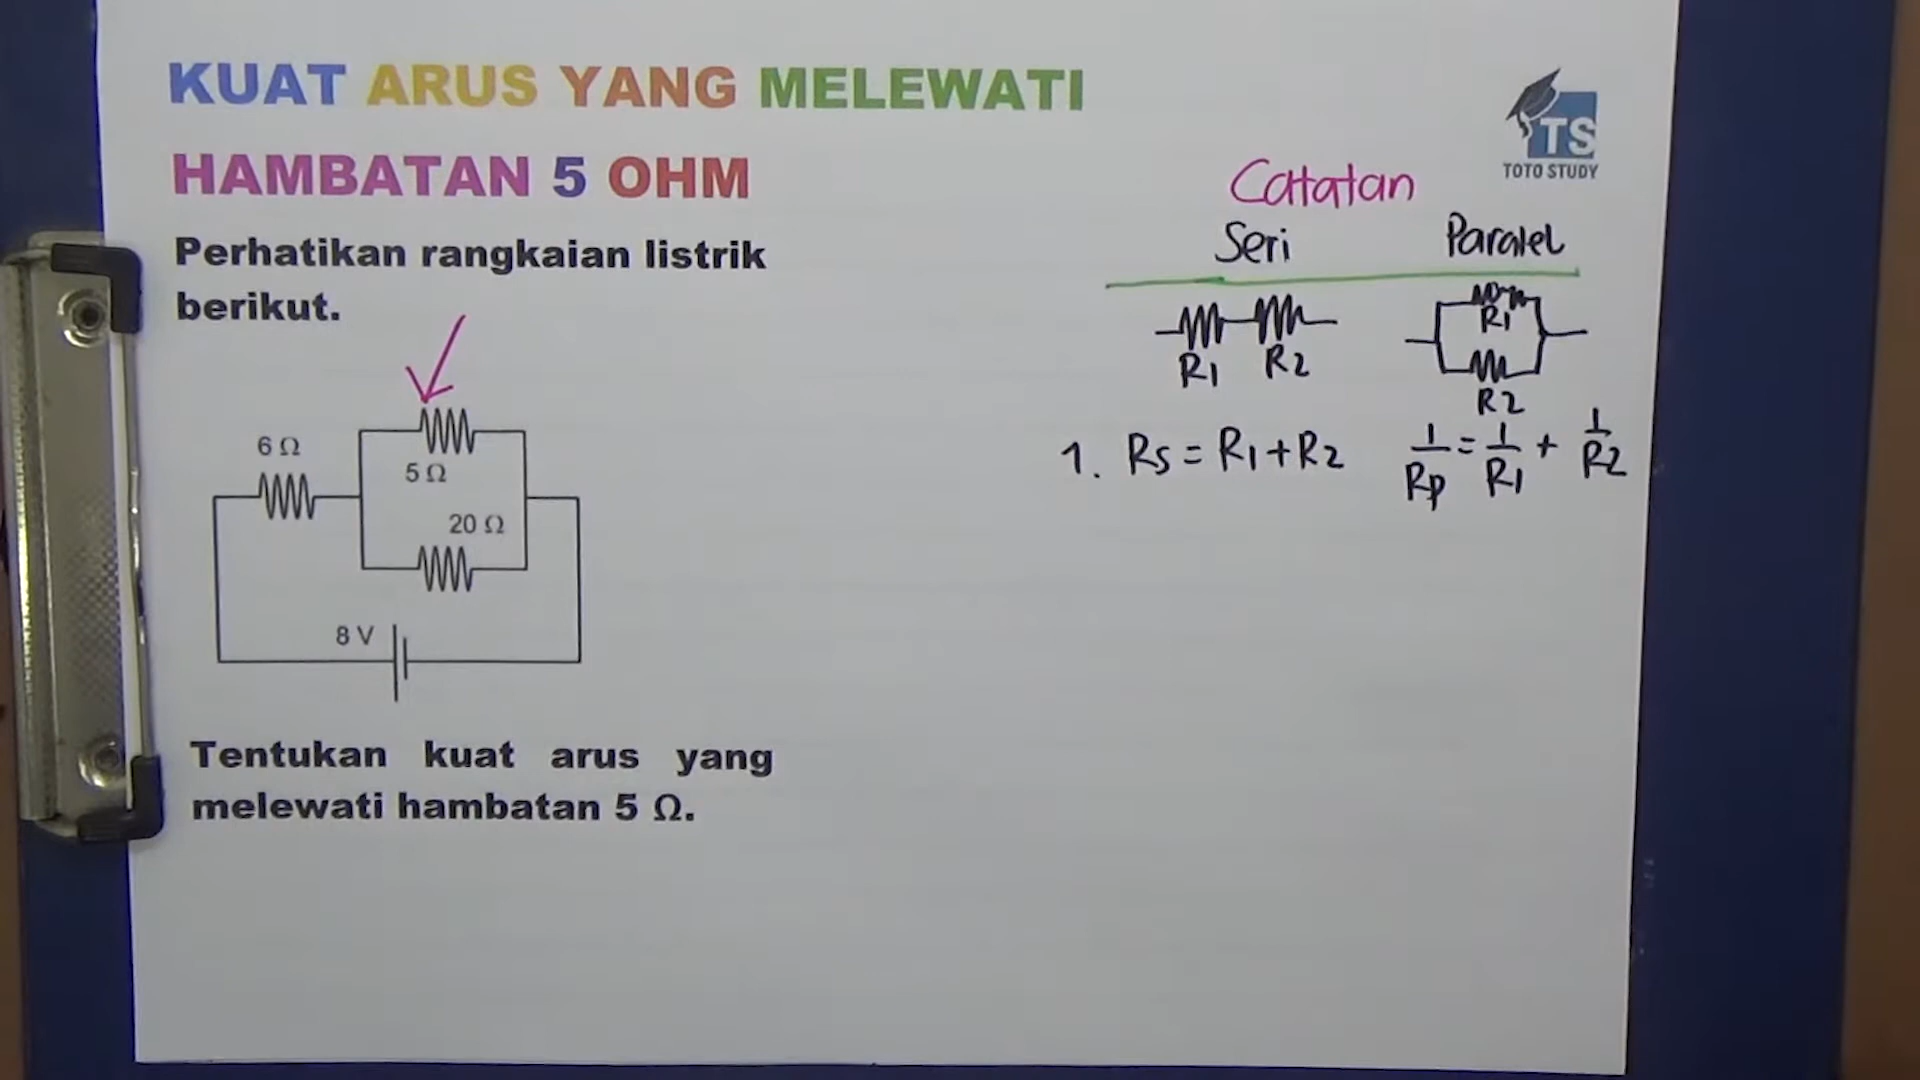 KUAT ARUS YANG MELEWATI
HAMBATAN 5 OHM
TS
TOTO STUDY
Perhatikan rangkaian listrik
berikut.
6 Ω
5 Ω
20 Ω
8 V
Tentukan kuat arus yang
melewati hambatan 5 Ω.
Catatan
Seri Paralel
R1 R2
R1
R2
1. Rs = R1 + R2 1/Rp = 1/R1 + 1/R2